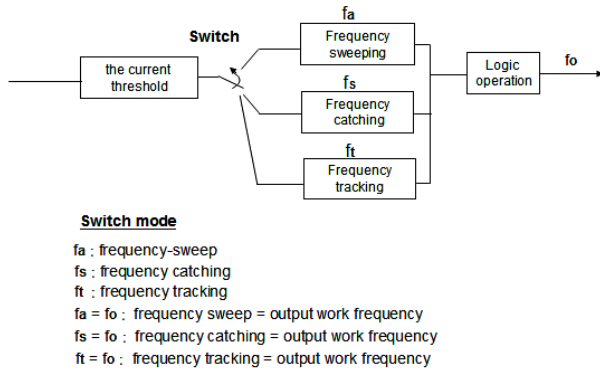 fa
Switch
Frequency
sweeping
the current
threshold
Logic
operation
fo
fs
Frequency
catching
ft
Frequency
tracking
Switch mode
fa : frequency-sweep
fs : frequency catching
ft : frequency tracking
fa = fo : frequency sweep = output work frequency
fs = fo : frequency catching = output work frequency
ft = fo : frequency tracking = output work frequency